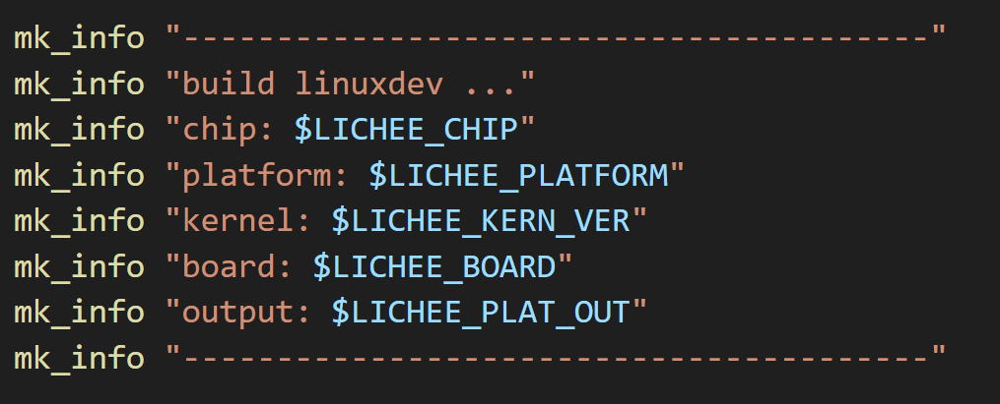 mk_info "----------------------------------------"
mk_info "build linuxdev ..."
mk_info "chip: $LICHEE_CHIP"
mk_info "platform: $LICHEE_PLATFORM"
mk_info "kernel: $LICHEE_KERN_VER"
mk_info "board: $LICHEE_BOARD"
mk_info "output: $LICHEE_PLAT_OUT"
mk_info "----------------------------------------"